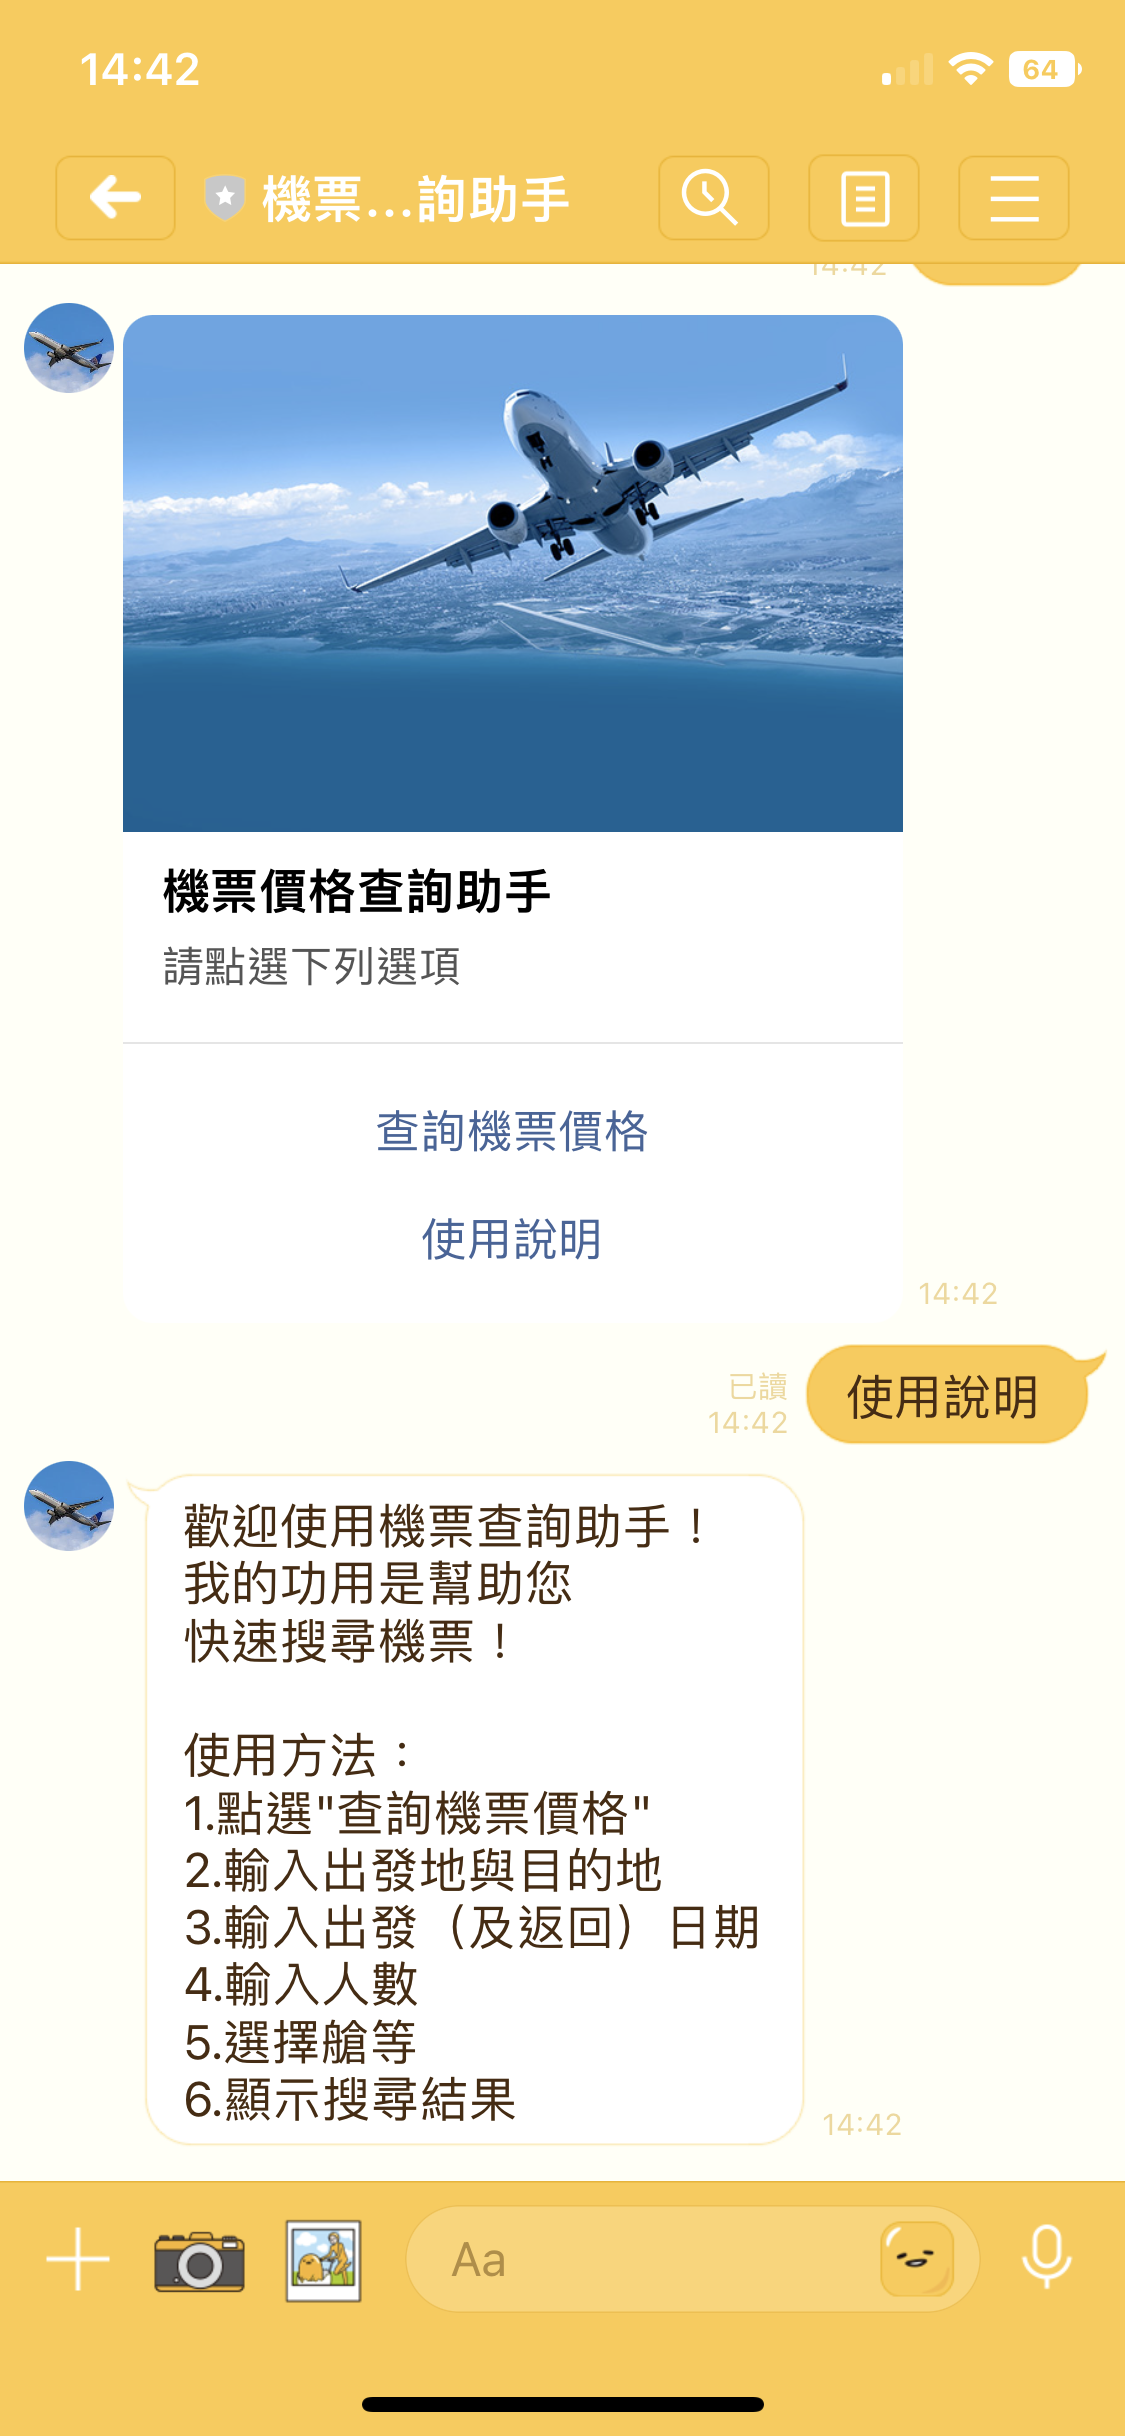 14:42
64
機票...詢助手
14:42
機票價格查詢助手
請點選下列選項
查詢機票價格
使用說明
14:42
已讀
14:42
使用說明
歡迎使用機票查詢助手！
我的功用是幫助您
快速搜尋機票！
使用方法：
1.點選"查詢機票價格"
2.輸入出發地與目的地
3.輸入出發（及返回）日期
4.輸入人數
5.選擇艙等
6.顯示搜尋結果
14:42
Aa